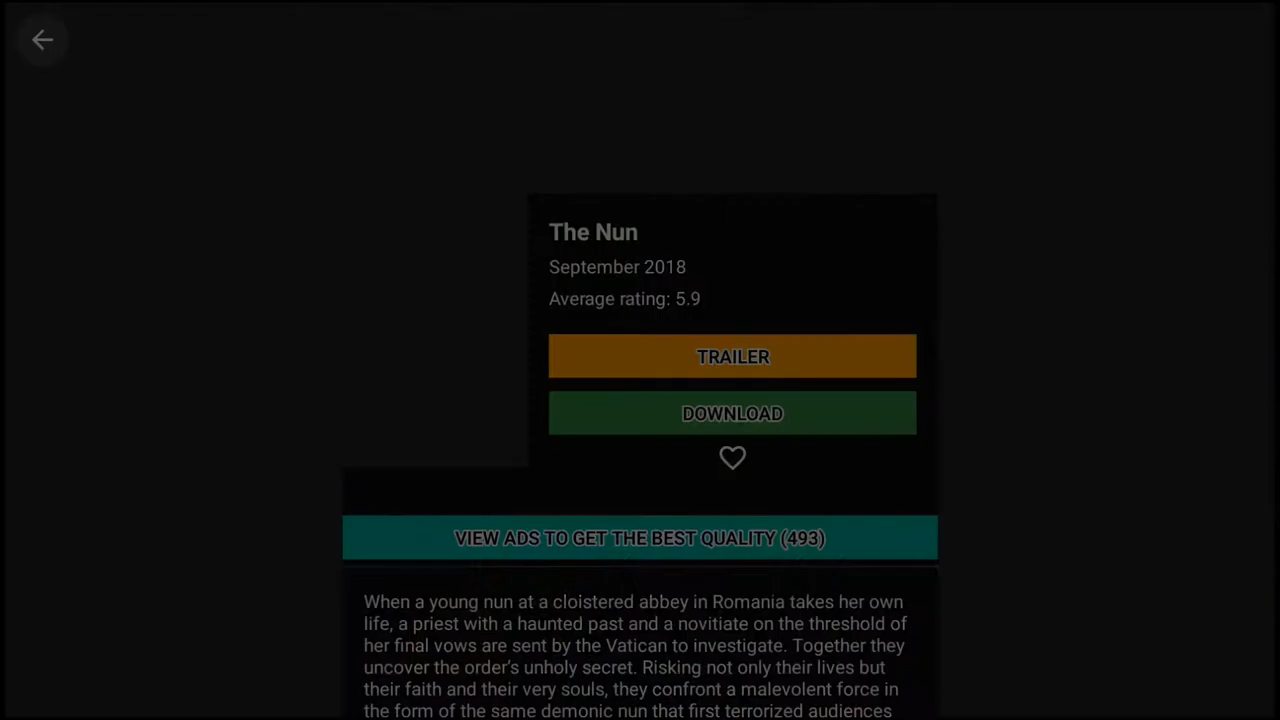 The Nun
September 2018
Average rating: 5.9
TRAILER
DOWNLOAD
VIEW ADS TO GET THE BEST QUALITY (493)
When a young nun at a cloistered abbey in Romania takes her own
life, a priest with a haunted past and a novitiate on the threshold of
her final vows are sent by the Vatican to investigate. Together they
uncover the order's unholy secret. Risking not only their lives but
their faith and their very souls, they confront a malevolent force in
the form of the same demonic nun that first terrorized audiences